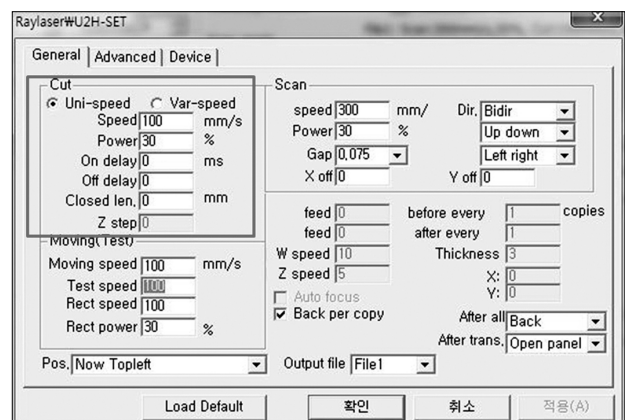 Raylaser₩U2H-SET
General Advanced Device
Cut
Uni-speed Var-speed
Speed 100 mm/s
Power 30 %
On delay 0 ms
Off delay 0
Closed len. 0 mm
Z step 0
Moving(Test)
Moving speed 100 mm/s
Test speed 100
Rect speed 100
Rect power 30 %
Pos. Now Topleft
Scan
speed 300 mm/ Dir. Bidir
Power 30 % Up down
Gap 0,075 Left right
X off 0 Y off 0
feed 0 before every 1 copies
feed 0 after every 1
W speed 10 Thickness 3
Z speed 5 X: 0
Auto focus Y: 0
Back per copy After all Back
After trans. Open panel
Output file File1
Load Default 확인 취소 적용(A)